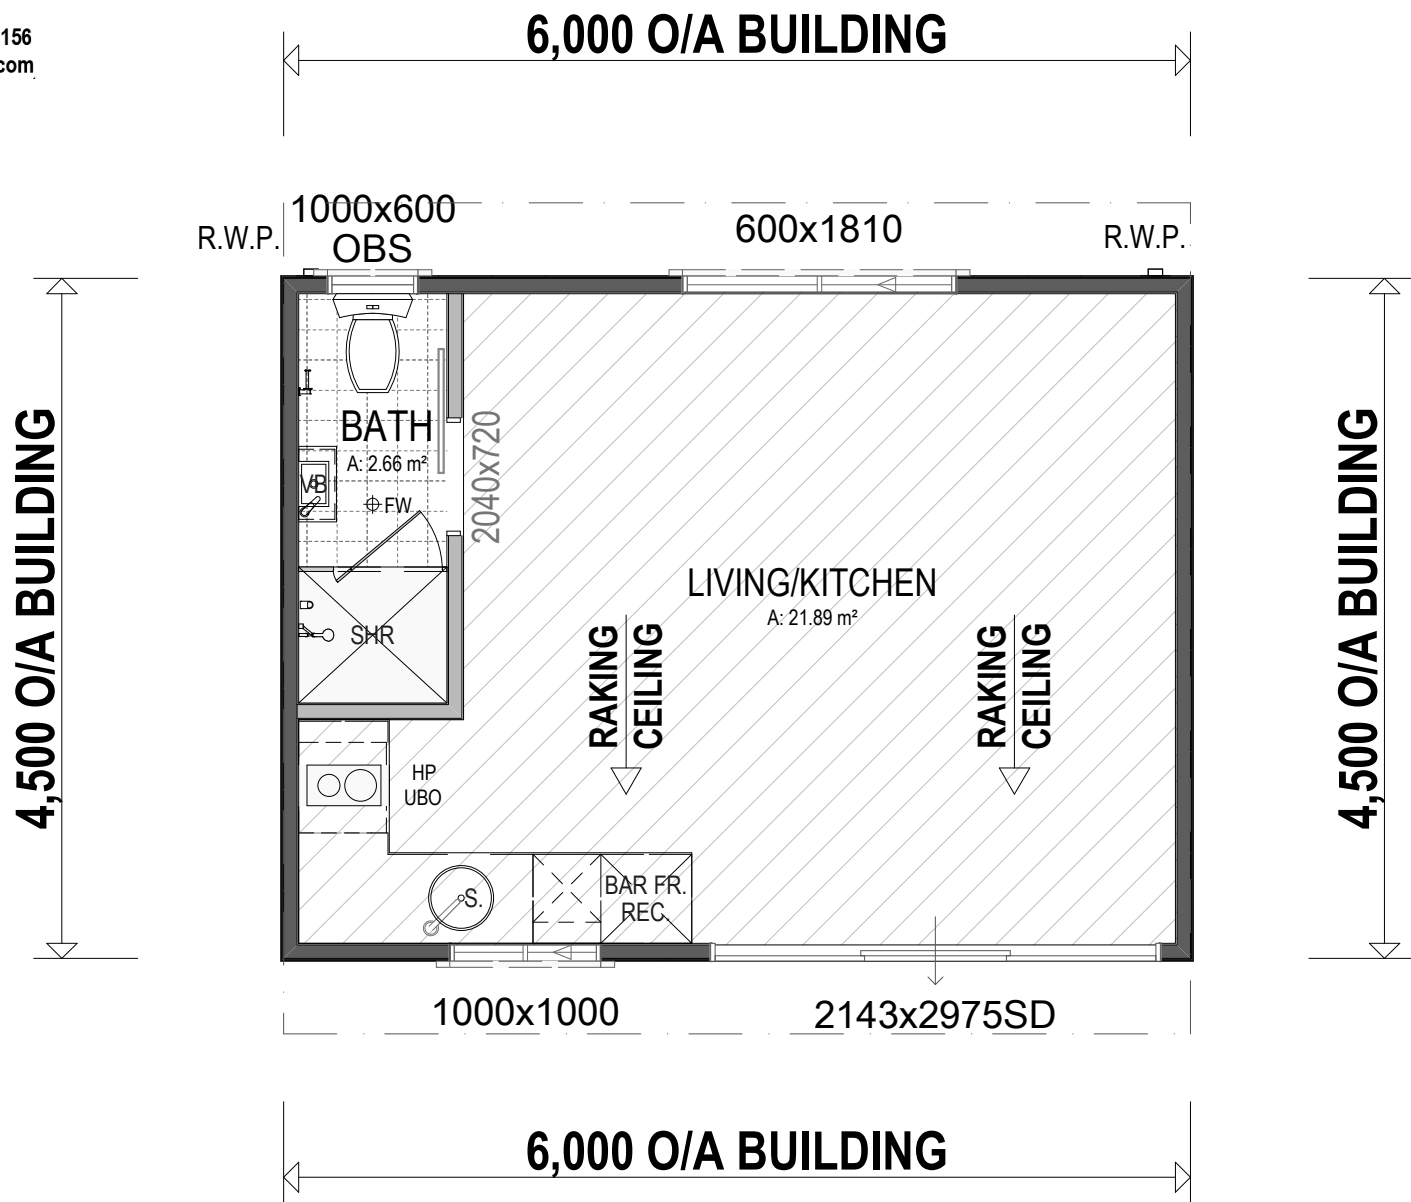 156
com
6,000 O/A BUILDING
1000x600
OBS
600x1810
R.W.P.
R.W.P.
4,500 O/A BUILDING
BATH
A: 2.66 m²
2040x720
VB
FW
SHR
LIVING/KITCHEN
A: 21.89 m²
RAKING
CEILING
RAKING
CEILING
4,500 O/A BUILDING
HP
UBO
S.
BAR FR.
REC.
1000x1000
2143x2975SD
6,000 O/A BUILDING